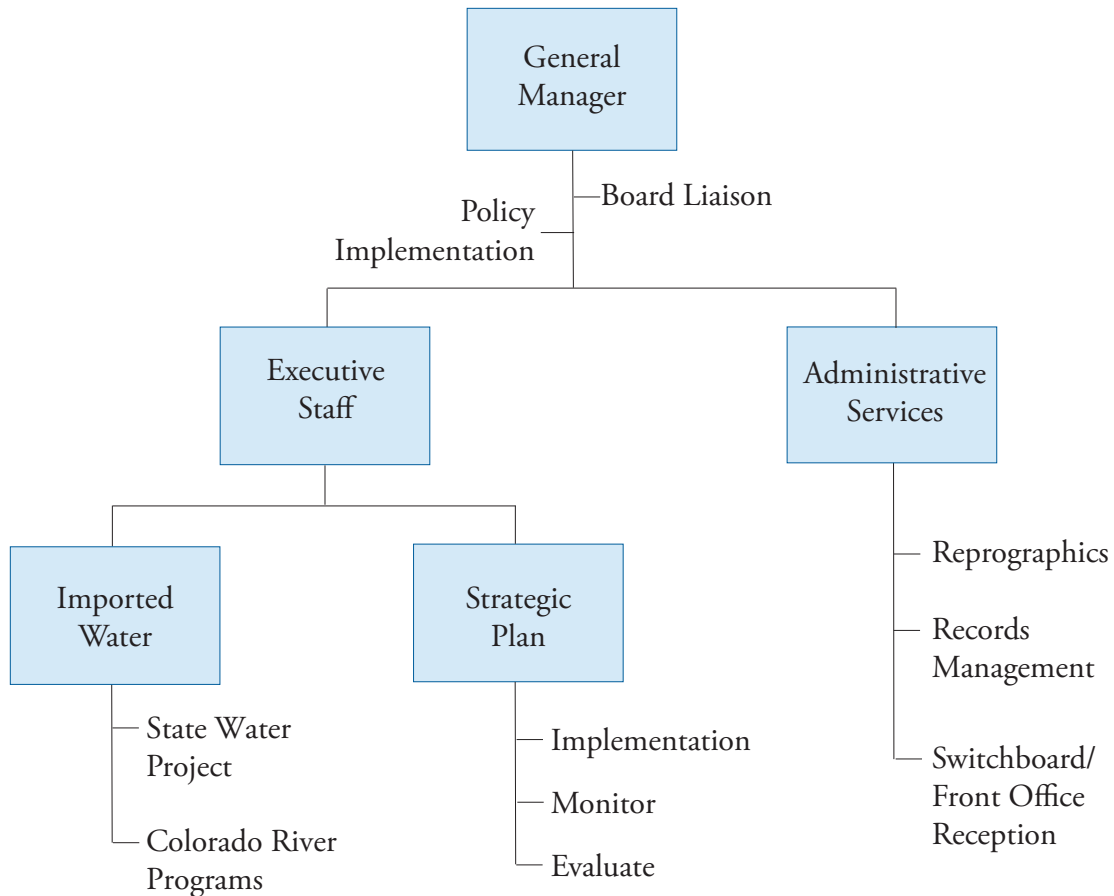 General
Manager
Board Liaison
Policy
Implementation
Executive
Staff
Administrative
Services
Imported
Water
Strategic
Plan
State Water
Project
Colorado River
Programs
Implementation
Monitor
Evaluate
Reprographics
Records
Management
Switchboard/
Front Office
Reception